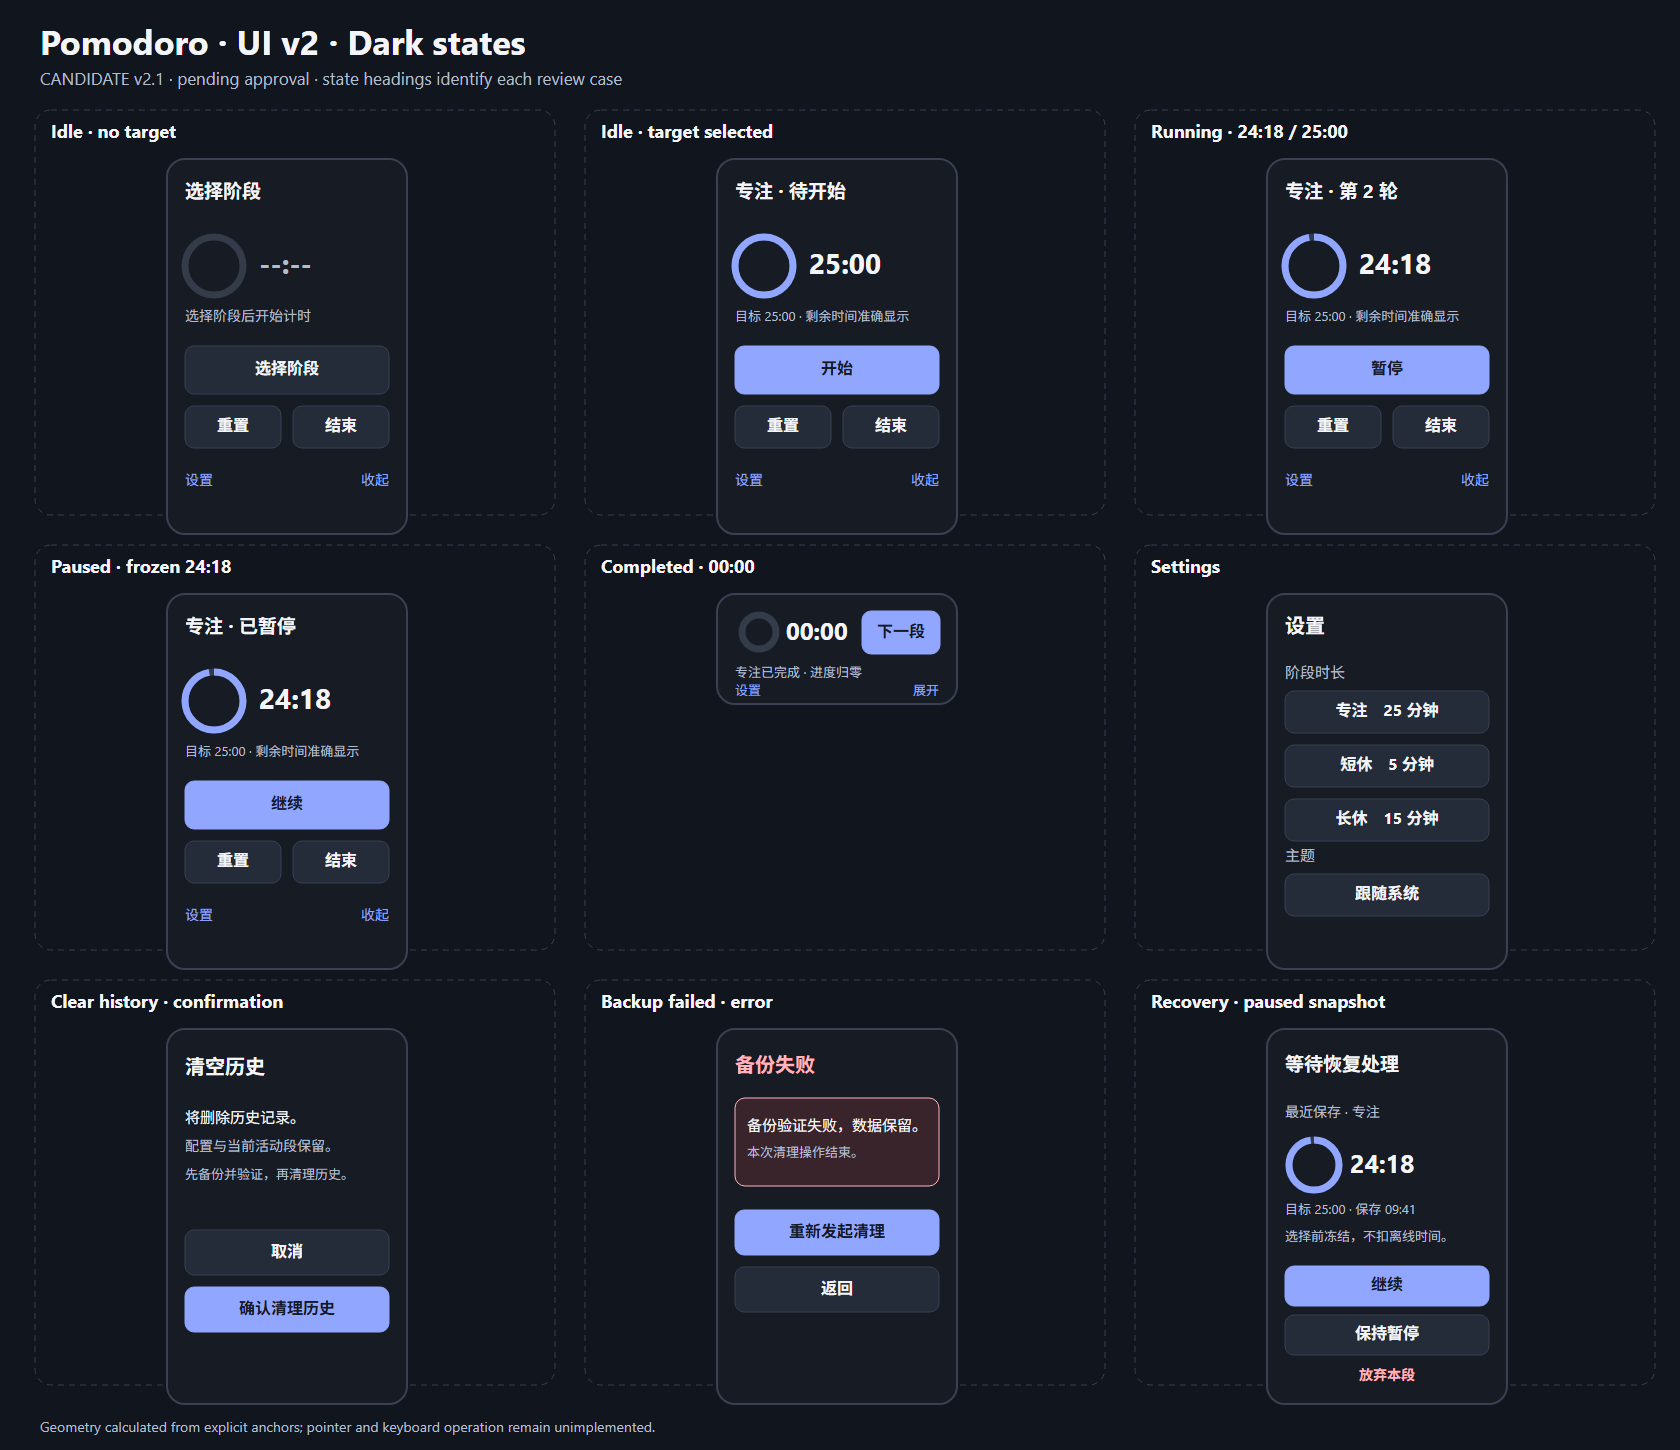 Pomodoro · UI v2 · Dark states
CANDIDATE v2.1 · pending approval · state headings identify each review case
Idle · no target
选择阶段
--:--
选择阶段后开始计时
选择阶段
重置 结束
设置 收起
Idle · target selected
专注 · 待开始
25:00
目标 25:00 · 剩余时间准确显示
开始
重置 结束
设置 收起
Running · 24:18 / 25:00
专注 · 第 2 轮
24:18
目标 25:00 · 剩余时间准确显示
暂停
重置 结束
设置 收起
Paused · frozen 24:18
专注 · 已暂停
24:18
目标 25:00 · 剩余时间准确显示
继续
重置 结束
设置 收起
Completed · 00:00
00:00 下一段
专注已完成 · 进度归零
设置 展开
Settings
设置
阶段时长
专注 25 分钟
短休 5 分钟
长休 15 分钟
主题
跟随系统
Clear history · confirmation
清空历史
将删除历史记录。
配置与当前活动段保留。
先备份并验证，再清理历史。
取消
确认清理历史
Backup failed · error
备份失败
备份验证失败，数据保留。
本次清理操作结束。
重新发起清理
返回
Recovery · paused snapshot
等待恢复处理
最近保存 · 专注
24:18
目标 25:00 · 保存 09:41
选择前冻结，不扣离线时间。
继续
保持暂停
放弃本段
Geometry calculated from explicit anchors; pointer and keyboard operation remain unimplemented.